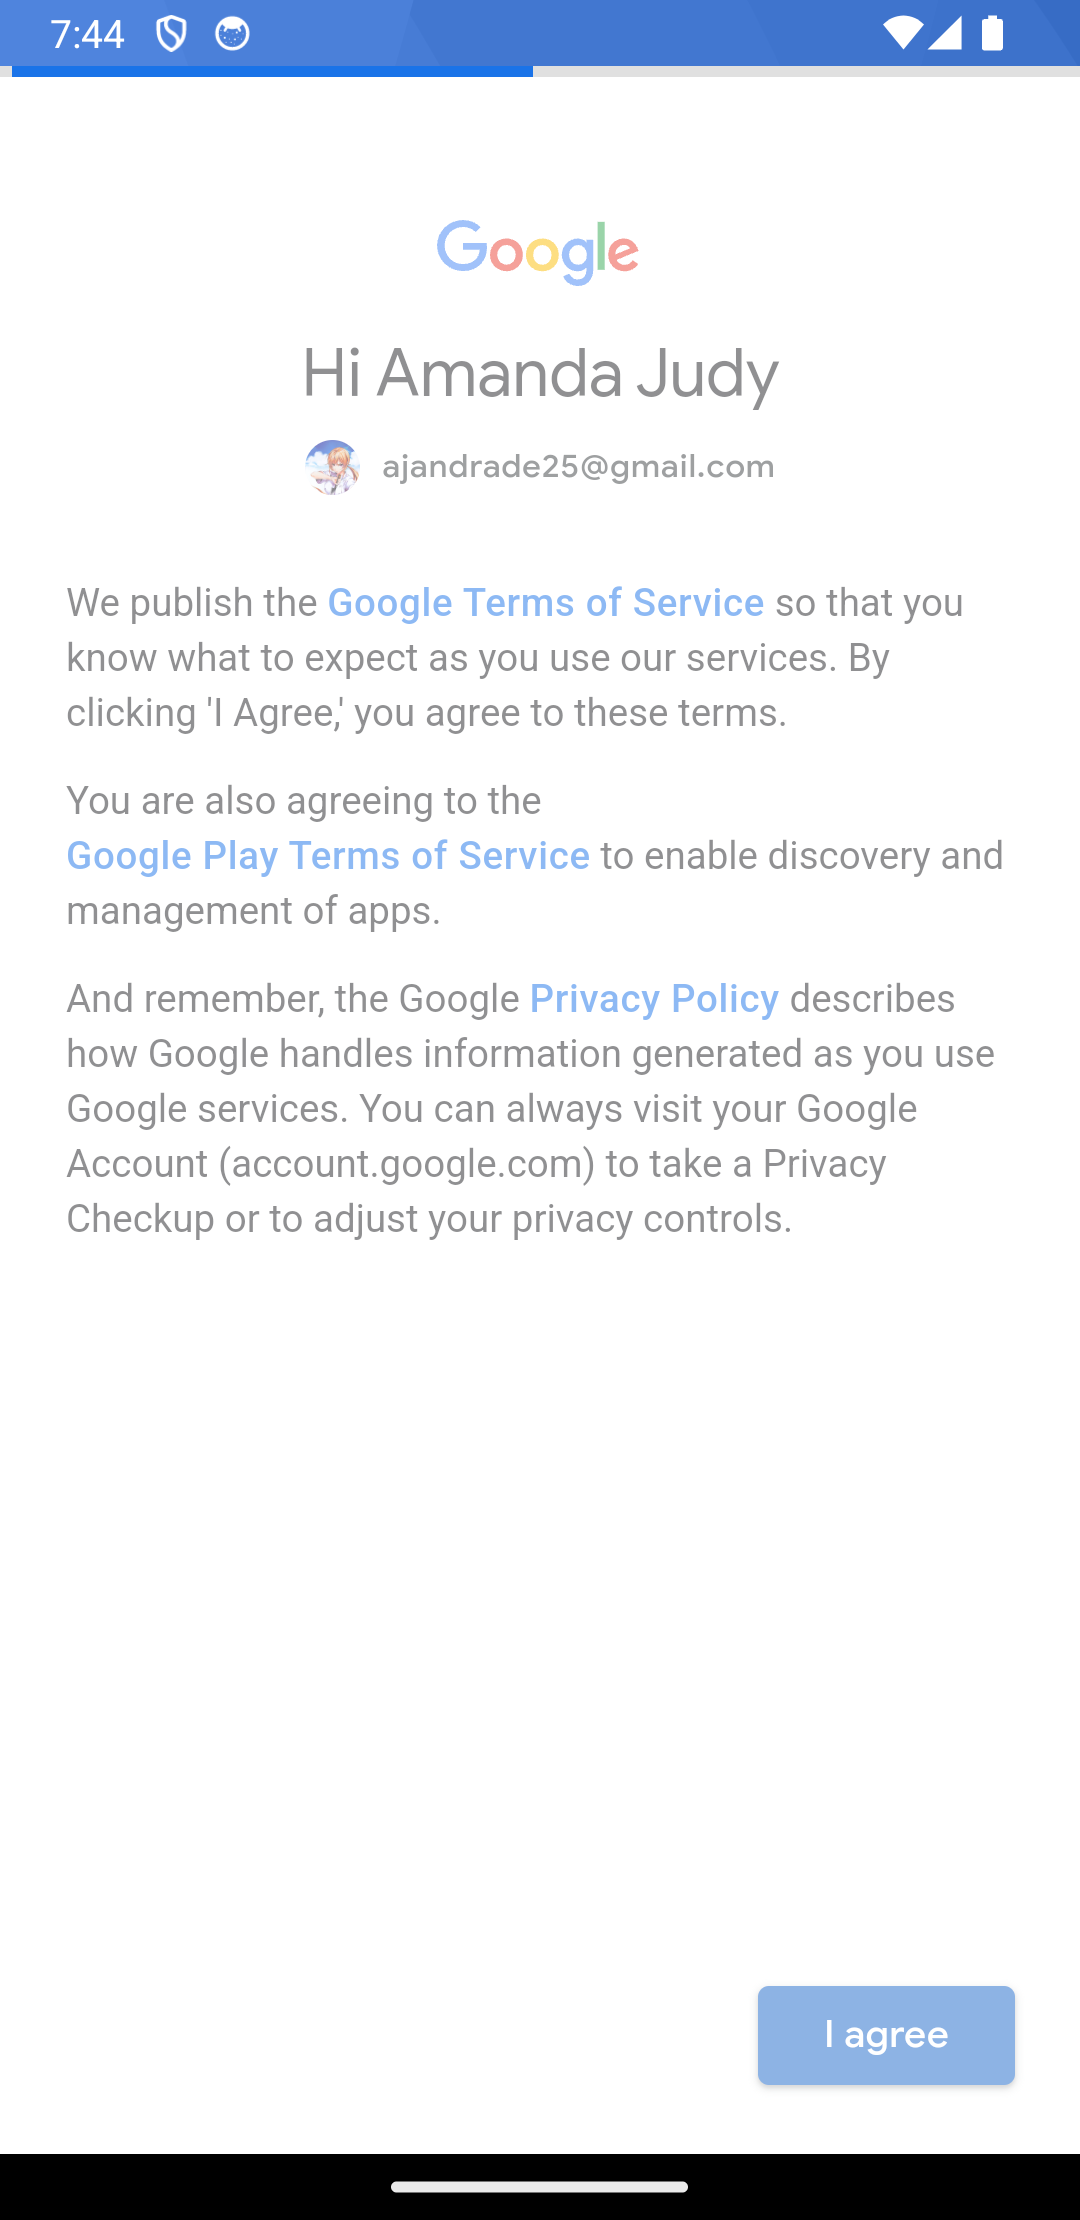 7:44
Google
Hi Amanda Judy
ajandrade25@gmail.com
We publish the Google Terms of Service so that you
know what to expect as you use our services. By
clicking 'I Agree,' you agree to these terms.
You are also agreeing to the
Google Play Terms of Service to enable discovery and
management of apps.
And remember, the Google Privacy Policy describes
how Google handles information generated as you use
Google services. You can always visit your Google
Account (account.google.com) to take a Privacy
Checkup or to adjust your privacy controls.
I agree